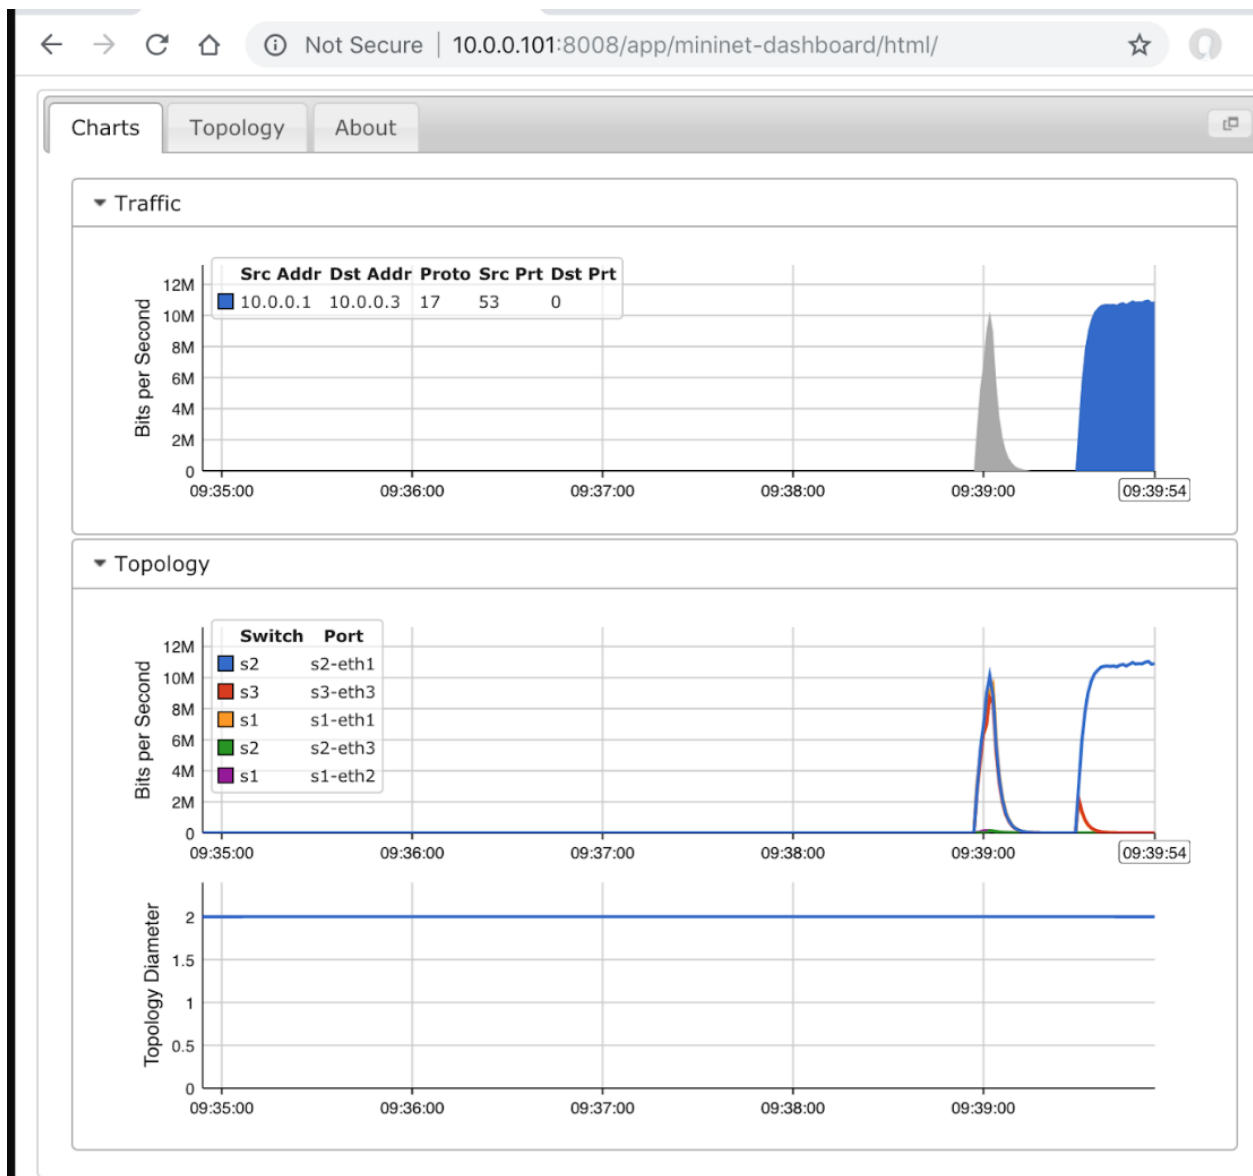 Not Secure | 10.0.0.101:8008/app/mininet-dashboard/html/
Charts Topology About
Traffic
Src Addr Dst Addr Proto Src Prt Dst Prt
10.0.0.1 10.0.0.3 17 53 0
Bits per Second
12M
10M
8M
6M
4M
2M
0
09:35:00 09:36:00 09:37:00 09:38:00 09:39:00 09:39:54
Topology
Switch Port
s2 s2-eth1
s3 s3-eth3
s1 s1-eth1
s2 s2-eth3
s1 s1-eth2
Bits per Second
12M
10M
8M
6M
4M
2M
0
09:35:00 09:36:00 09:37:00 09:38:00 09:39:00 09:39:54
Topology Diameter
2
1.5
1
0.5
0
09:35:00 09:36:00 09:37:00 09:38:00 09:39:00